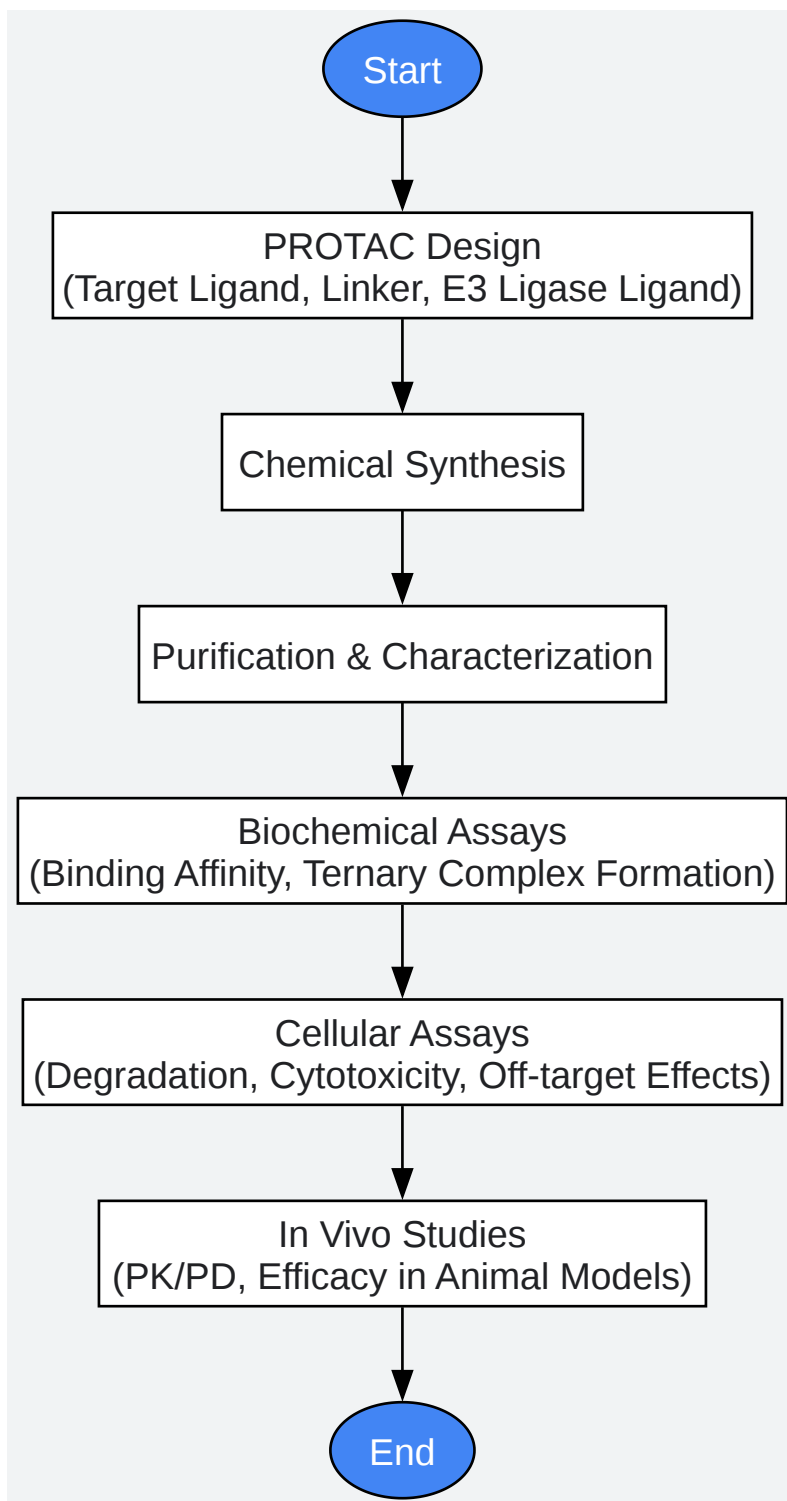 Start
PROTAC Design
(Target Ligand, Linker, E3 Ligase Ligand)
Chemical Synthesis
Purification & Characterization
Biochemical Assays
(Binding Affinity, Ternary Complex Formation)
Cellular Assays
(Degradation, Cytotoxicity, Off-target Effects)
In Vivo Studies
(PK/PD, Efficacy in Animal Models)
End